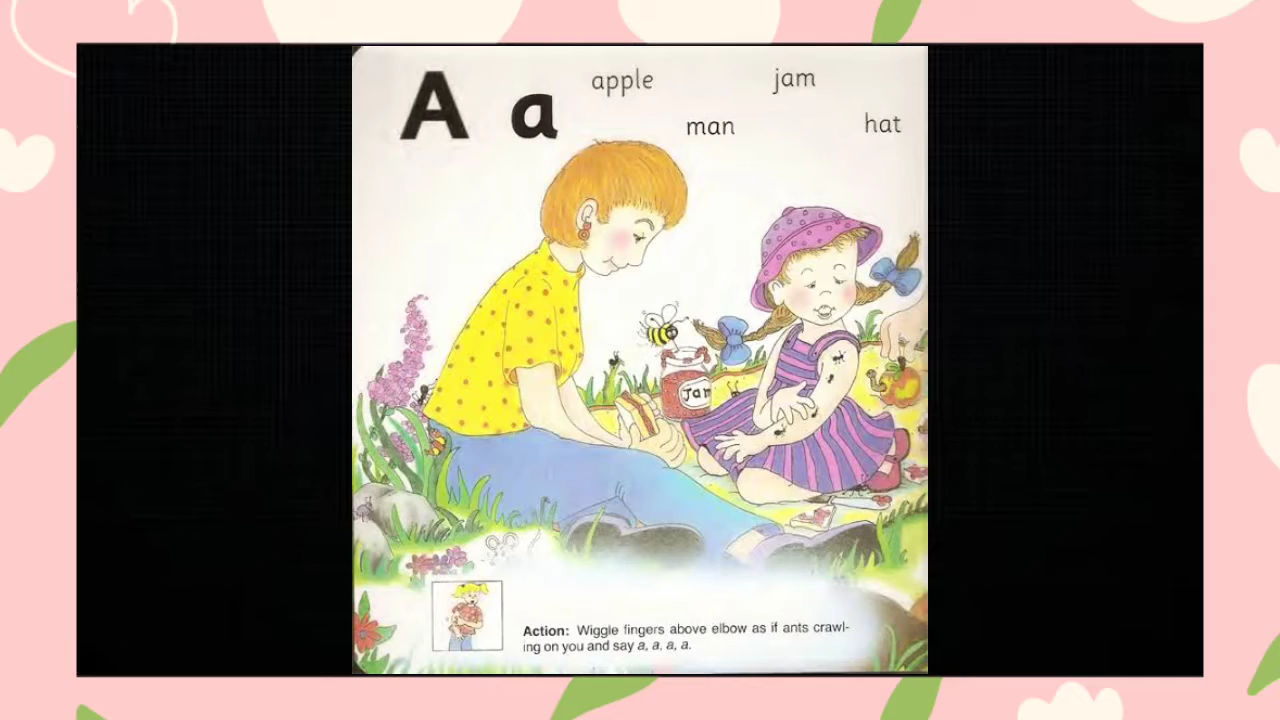 A a
apple
jam
man
hat
Jam
Action: Wiggle fingers above elbow as if ants crawl-
ing on you and say a, a, a, a.